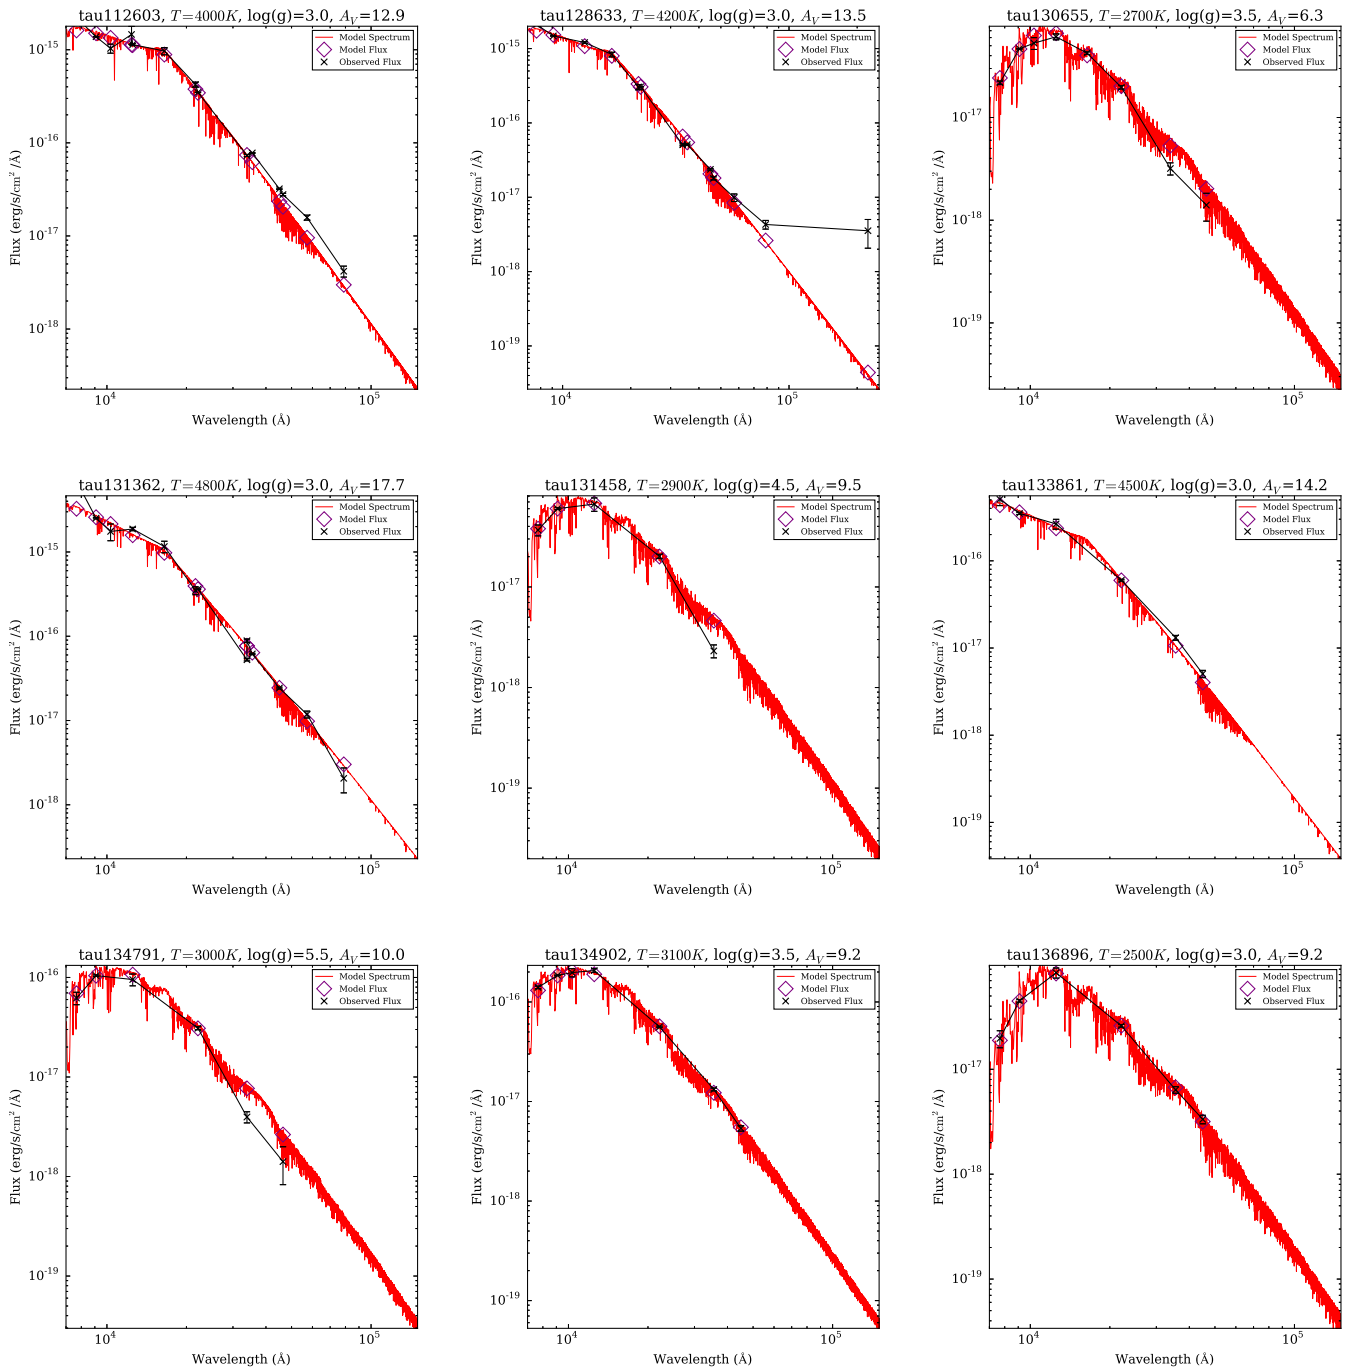 tau112603, T=4000K, log(g)=3.0, A_V=12.9
Model Spectrum
Model Flux
Observed Flux
10^-15
10^-16
10^-17
10^-18
Flux (erg/s/cm^2 /Å)
10^4
10^5
Wavelength (Å)
tau128633, T=4200K, log(g)=3.0, A_V=13.5
Model Spectrum
Model Flux
Observed Flux
10^-15
10^-16
10^-17
10^-18
10^-19
Flux (erg/s/cm^2 /Å)
10^4
10^5
Wavelength (Å)
tau130655, T=2700K, log(g)=3.5, A_V=6.3
Model Spectrum
Model Flux
Observed Flux
10^-17
10^-18
10^-19
Flux (erg/s/cm^2 /Å)
10^4
10^5
Wavelength (Å)
tau131362, T=4800K, log(g)=3.0, A_V=17.7
Model Spectrum
Model Flux
Observed Flux
10^-15
10^-16
10^-17
10^-18
Flux (erg/s/cm^2 /Å)
10^4
10^5
Wavelength (Å)
tau131458, T=2900K, log(g)=4.5, A_V=9.5
Model Spectrum
Model Flux
Observed Flux
10^-17
10^-18
10^-19
Flux (erg/s/cm^2 /Å)
10^4
10^5
Wavelength (Å)
tau133861, T=4500K, log(g)=3.0, A_V=14.2
Model Spectrum
Model Flux
Observed Flux
10^-16
10^-17
10^-18
10^-19
Flux (erg/s/cm^2 /Å)
10^4
10^5
Wavelength (Å)
tau134791, T=3000K, log(g)=5.5, A_V=10.0
Model Spectrum
Model Flux
Observed Flux
10^-16
10^-17
10^-18
10^-19
Flux (erg/s/cm^2 /Å)
10^4
10^5
Wavelength (Å)
tau134902, T=3100K, log(g)=3.5, A_V=9.2
Model Spectrum
Model Flux
Observed Flux
10^-16
10^-17
10^-18
10^-19
Flux (erg/s/cm^2 /Å)
10^4
10^5
Wavelength (Å)
tau136896, T=2500K, log(g)=3.0, A_V=9.2
Model Spectrum
Model Flux
Observed Flux
10^-17
10^-18
10^-19
Flux (erg/s/cm^2 /Å)
10^4
10^5
Wavelength (Å)